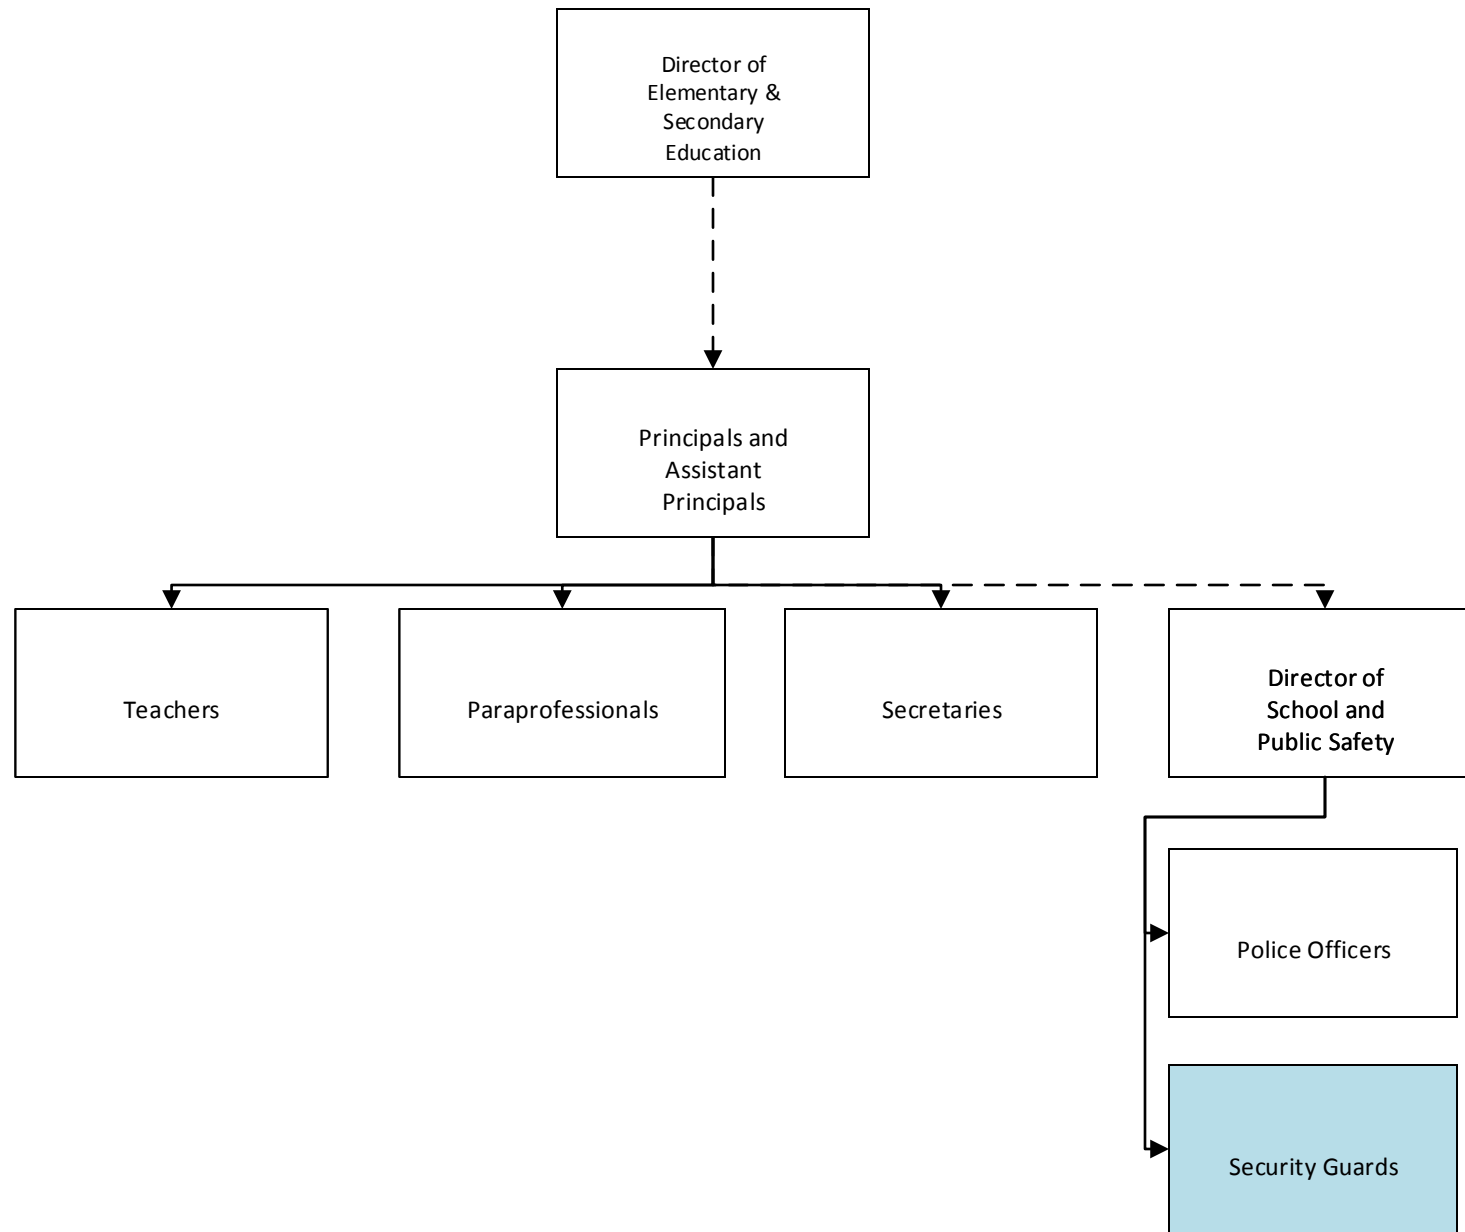 Director of
Elementary &
Secondary
Education
Principals and
Assistant
Principals
Teachers
Paraprofessionals
Secretaries
Director of
School and
Public Safety
Police Officers
Security Guards